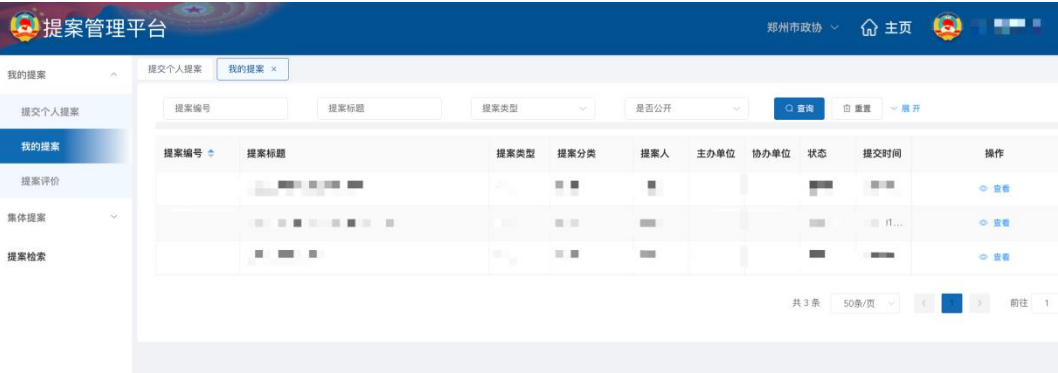 提案管理平台
郑州市政协
主页
我的提案
提交个人提案
我的提案
提案评价
集体提案
提案检索
提交个人提案 我的提案 ×
提案编号 提案标题 提案类型 是否公开 查询 重置 展开
提案编号 提案标题 提案类型 提案分类 提案人 主办单位 协办单位 状态 提交时间 操作
查看
查看
查看
共 3 条 50条/页 < 1 > 前往 1